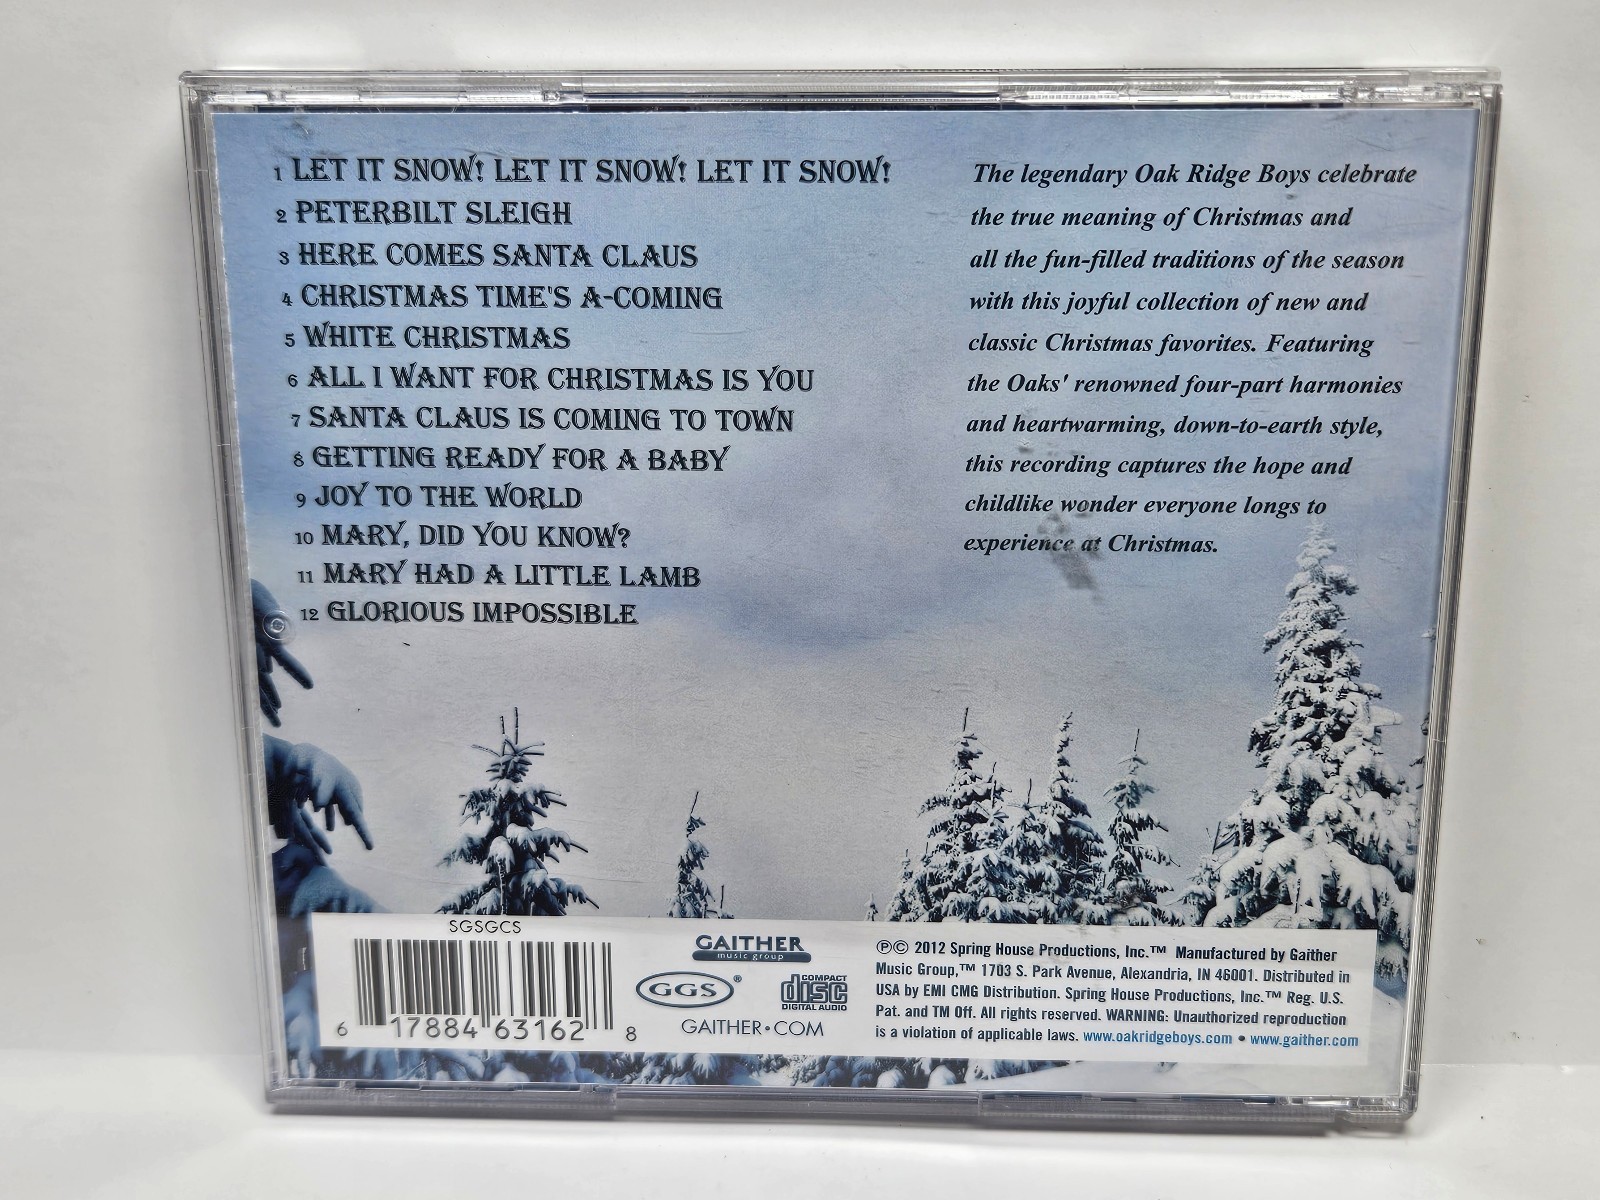 1 LET IT SNOW! LET IT SNOW! LET IT SNOW!
2 PETERBILT SLEIGH
3 HERE COMES SANTA CLAUS
4 CHRISTMAS TIME'S A-COMING
5 WHITE CHRISTMAS
6 ALL I WANT FOR CHRISTMAS IS YOU
7 SANTA CLAUS IS COMING TO TOWN
8 GETTING READY FOR A BABY
9 JOY TO THE WORLD
10 MARY, DID YOU KNOW?
11 MARY HAD A LITTLE LAMB
12 GLORIOUS IMPOSSIBLE
The legendary Oak Ridge Boys celebrate
the true meaning of Christmas and
all the fun-filled traditions of the season
with this joyful collection of new and
classic Christmas favorites. Featuring
the Oaks' renowned four-part harmonies
and heartwarming, down-to-earth style,
this recording captures the hope and
childlike wonder everyone longs to
experience at Christmas.
SGSGCS
6 17884 63162 8
GAITHER
music group
GGS®
COMPACT
disc
DIGITAL AUDIO
GAITHER•COM
℗© 2012 Spring House Productions, Inc.™ Manufactured by Gaither
Music Group,™ 1703 S. Park Avenue, Alexandria, IN 46001. Distributed in
USA by EMI CMG Distribution. Spring House Productions, Inc.™ Reg. U.S.
Pat. and TM Off. All rights reserved. WARNING: Unauthorized reproduction
is a violation of applicable laws. www.oakridgeboys.com • www.gaither.com